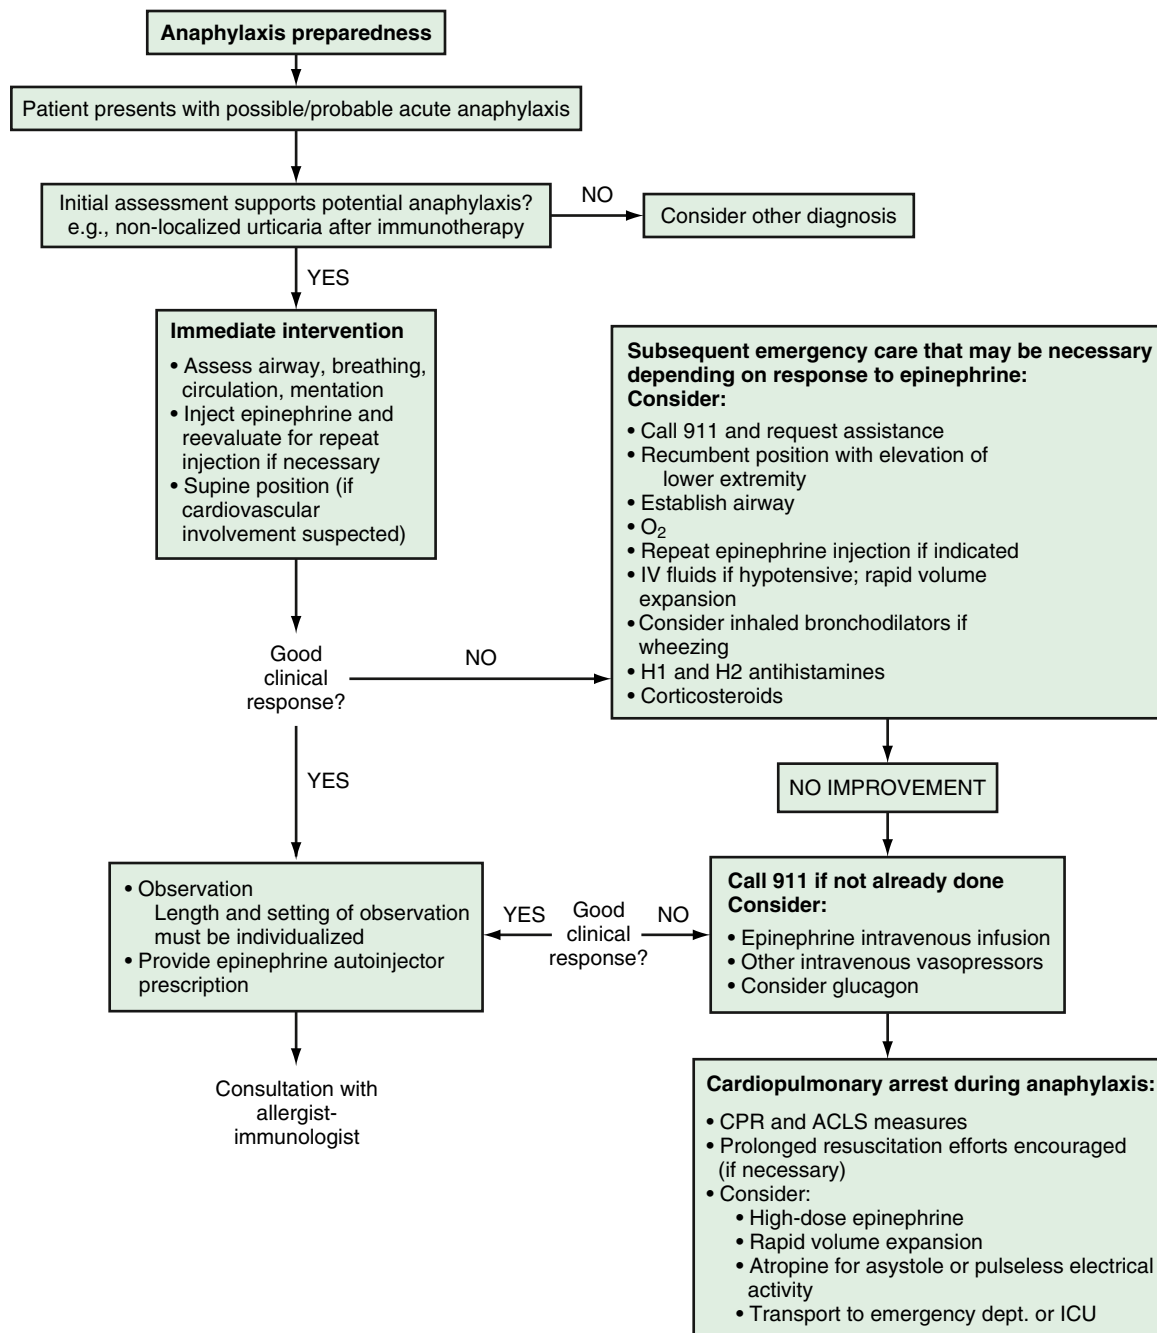 Anaphylaxis preparedness
Patient presents with possible/probable acute anaphylaxis
Initial assessment supports potential anaphylaxis?
e.g., non-localized urticaria after immunotherapy
NO
Consider other diagnosis
YES
Immediate intervention
• Assess airway, breathing,
circulation, mentation
• Inject epinephrine and
reevaluate for repeat
injection if necessary
• Supine position (if
cardiovascular
involvement suspected)
Good
clinical
response?
NO
Subsequent emergency care that may be necessary
depending on response to epinephrine:
Consider:
• Call 911 and request assistance
• Recumbent position with elevation of
lower extremity
• Establish airway
• O₂
• Repeat epinephrine injection if indicated
• IV fluids if hypotensive; rapid volume
expansion
• Consider inhaled bronchodilators if
wheezing
• H1 and H2 antihistamines
• Corticosteroids
YES
NO IMPROVEMENT
• Observation
Length and setting of observation
must be individualized
• Provide epinephrine autoinjector
prescription
YES
Good
clinical
response?
NO
Call 911 if not already done
Consider:
• Epinephrine intravenous infusion
• Other intravenous vasopressors
• Consider glucagon
Consultation with
allergist-
immunologist
Cardiopulmonary arrest during anaphylaxis:
• CPR and ACLS measures
• Prolonged resuscitation efforts encouraged
(if necessary)
• Consider:
• High-dose epinephrine
• Rapid volume expansion
• Atropine for asystole or pulseless electrical
activity
• Transport to emergency dept. or ICU